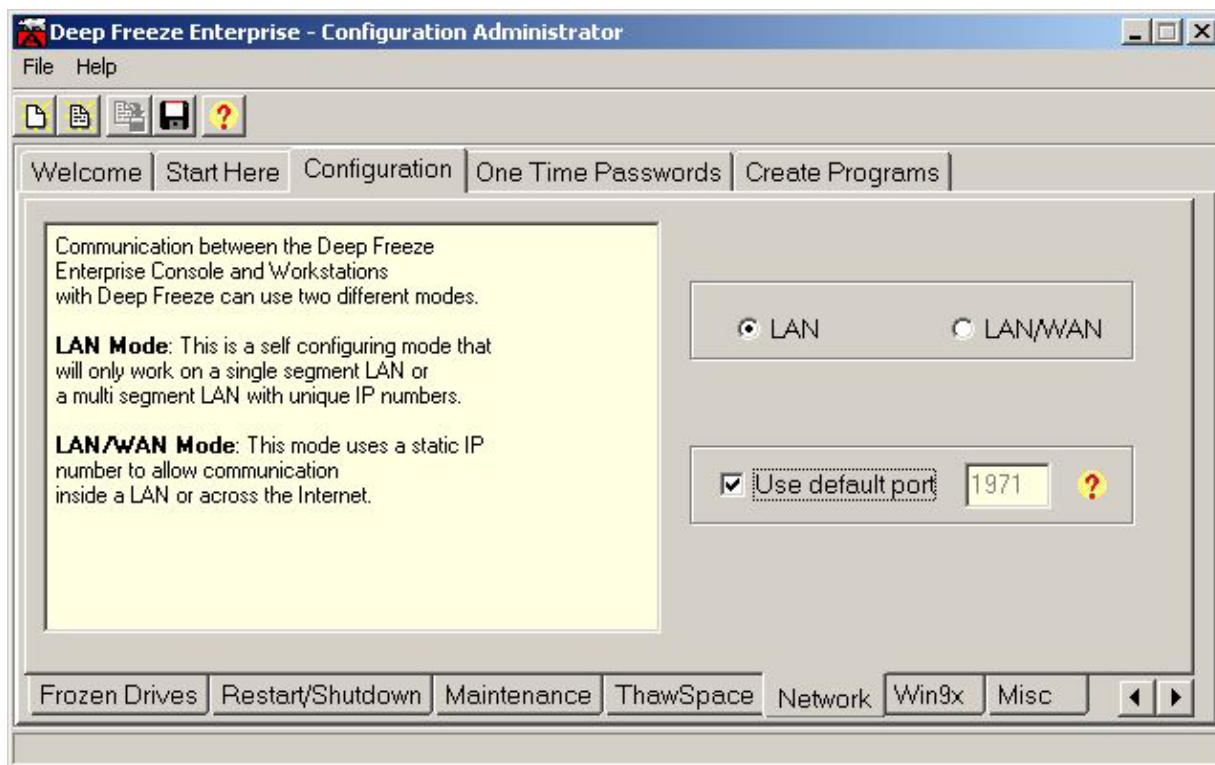 Deep Freeze Enterprise - Configuration Administrator
File Help
Welcome Start Here Configuration One Time Passwords Create Programs
Communication between the Deep Freeze
Enterprise Console and Workstations
with Deep Freeze can use two different modes.
LAN Mode: This is a self configuring mode that
will only work on a single segment LAN or
a multi segment LAN with unique IP numbers.
LAN/WAN Mode: This mode uses a static IP
number to allow communication
inside a LAN or across the Internet.
LAN LAN/WAN
Use default port 1971 ?
Frozen Drives Restart/Shutdown Maintenance ThawSpace Network Win9x Misc